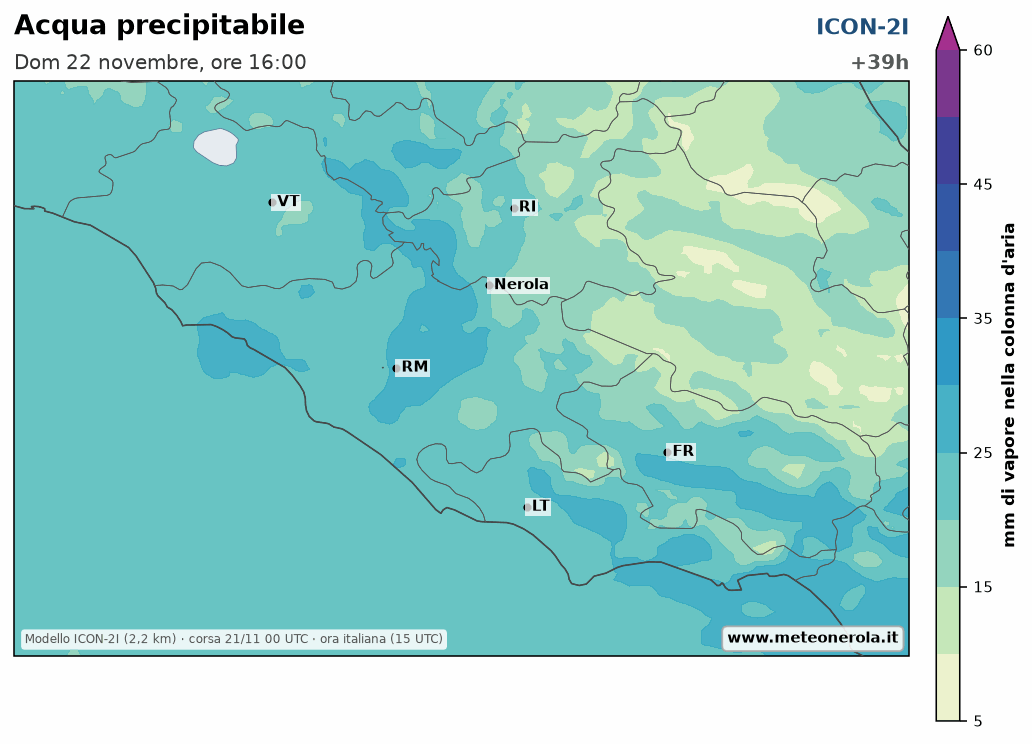 Acqua precipitabile
ICON-2I
Dom 22 novembre, ore 16:00
+39h
VT
RI
Nerola
RM
FR
LT
Modello ICON-2I (2,2 km) · corsa 21/11 00 UTC · ora italiana (15 UTC)
www.meteonerola.it
60
45
35
25
15
5
mm di vapore nella colonna d'aria